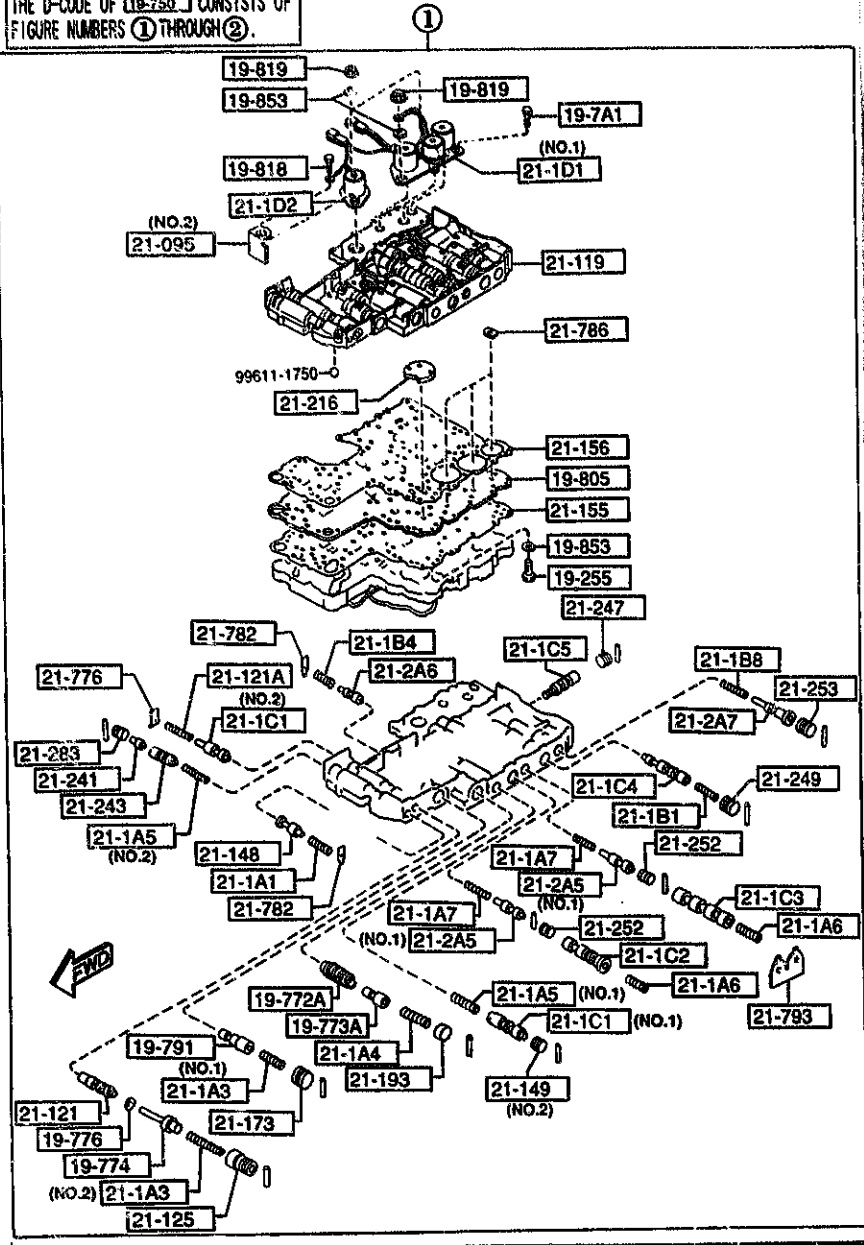 THE D-CODE OF 19-750 CONSYSTS OF
FIGURE NUMBERS ① THROUGH ②.
①
19-819
19-853
19-819
19-7A1
(NO.1)
21-1D1
19-818
21-1D2
(NO.2)
21-095
21-119
21-786
99611-1750
21-216
21-156
19-805
21-155
19-853
19-255
21-247
21-782
21-1B4
21-2A6
21-1C5
21-776
21-121A
(NO.2)
21-1C1
21-1B8
21-253
21-2A7
21-283
21-241
21-243
21-1A5
(NO.2)
21-1C4
21-249
21-1B1
21-148
21-1A1
21-782
21-1A7
21-252
21-2A5
(NO.1)
21-1C3
21-1A6
21-1A7
(NO.1) 21-2A5
21-252
21-1C2
21-1A6
21-793
FWD
19-772A
19-773A
21-1A4
21-193
21-1A5 (NO.1)
21-1C1 (NO.1)
21-149
(NO.2)
19-791
(NO.1)
21-1A3
21-173
21-121
19-776
19-774
(NO.2) 21-1A3
21-125